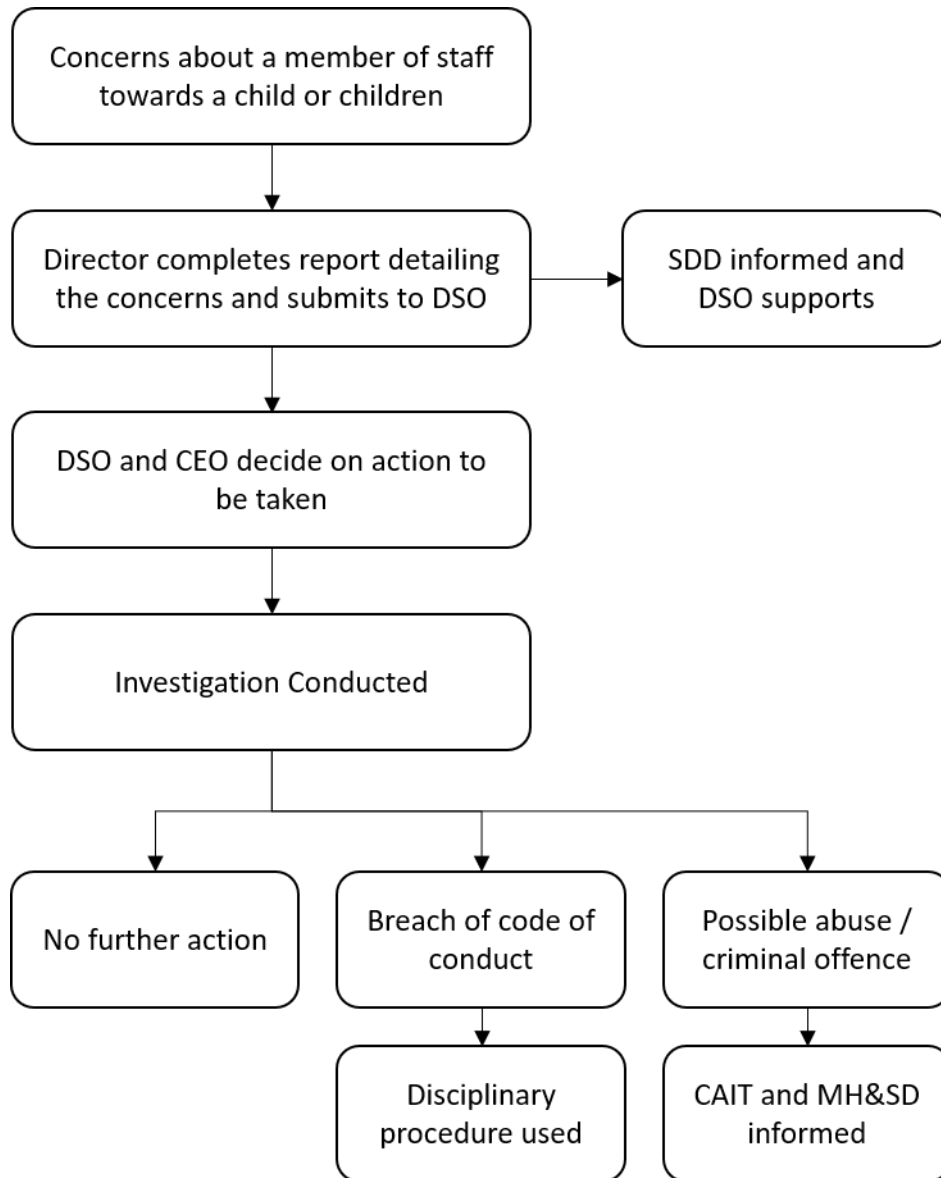 Concerns about a member of staff
towards a child or children
Director completes report detailing
the concerns and submits to DSO
SDD informed and
DSO supports
DSO and CEO decide on action to
be taken
Investigation Conducted
No further action
Breach of code of
conduct
Possible abuse /
criminal offence
Disciplinary
procedure used
CAIT and MH&SD
informed